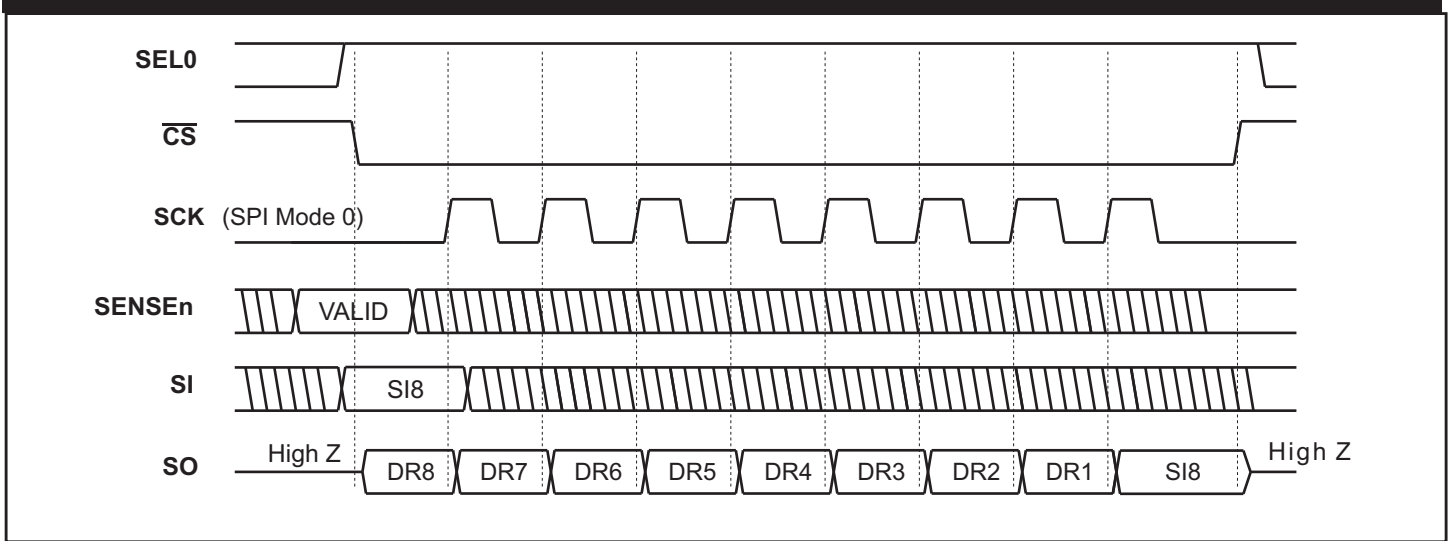 SEL0
CS
SCK (SPI Mode 0)
SENSEn VALID
SI SI8
SO High Z DR8 DR7 DR6 DR5 DR4 DR3 DR2 DR1 SI8 High Z